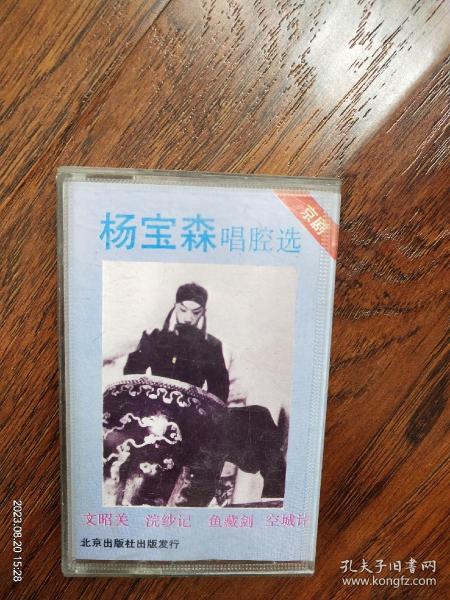 京剧
杨宝森唱腔选
文昭关 浣纱记 鱼藏剑 空城计
北京出版社出版发行
2023.08.20 15:28
孔夫子旧书网
www.kongfz.com